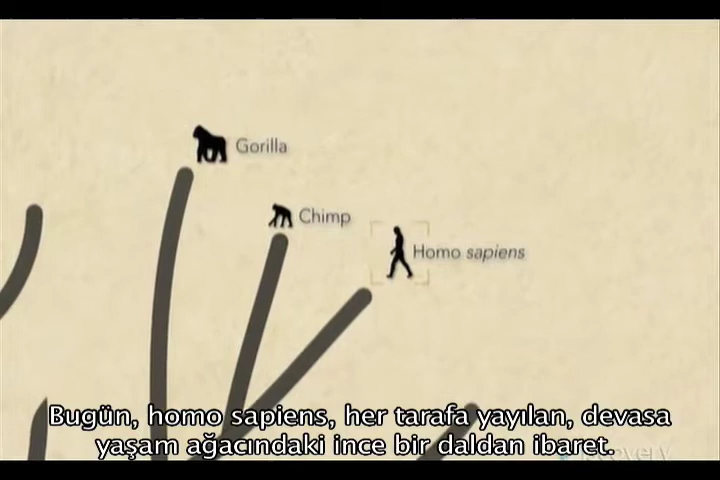 Gorilla
Chimp
Homo sapiens
Bugün, homo sapiens, her tarafa yayılan, devasa
yaşam ağacındaki ince bir daldan ibaret.